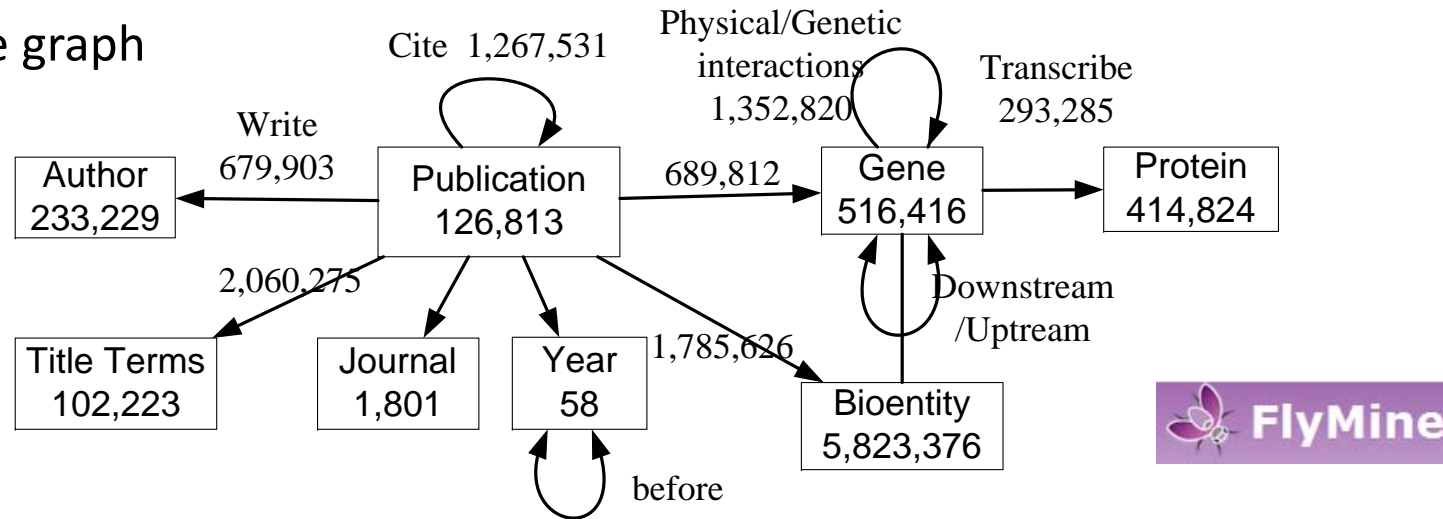 e graph
Cite 1,267,531
Physical/Genetic
interactions
1,352,820
Transcribe
293,285
Write
679,903
Author
233,229
Publication
126,813
689,812
Gene
516,416
Protein
414,824
2,060,275
Downstream
/Uptream
Title Terms
102,223
Journal
1,801
Year
58
1,785,626
Bioentity
5,823,376
FlyMine
before